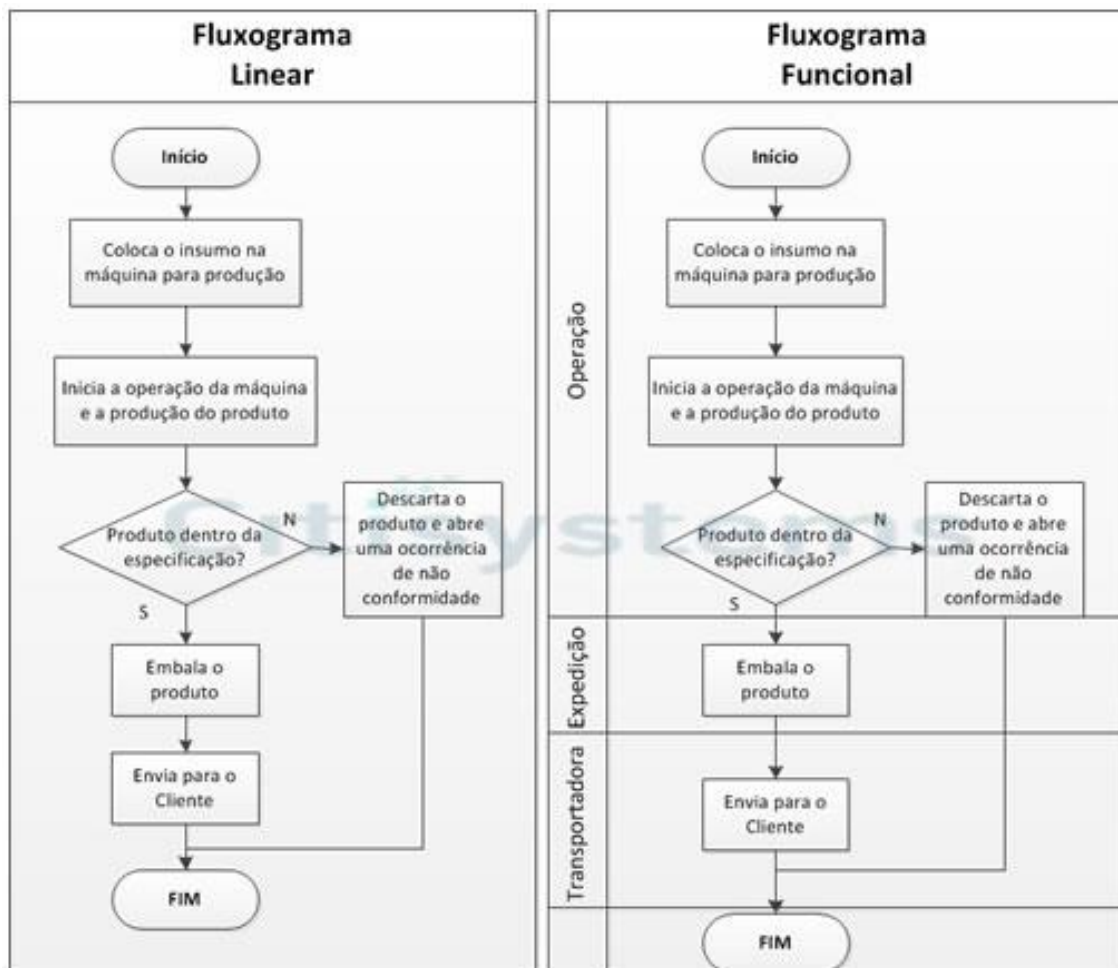 Fluxograma
Linear
Início
Coloca o insumo na
máquina para produção
Inicia a operação da máquina
e a produção do produto
Produto dentro da
especificação?
N
Descarta o
produto e abre
uma ocorrência
de não
conformidade
S
Embala o
produto
Envia para o
Cliente
FIM
Fluxograma
Funcional
Operação
Início
Coloca o insumo na
máquina para produção
Inicia a operação da máquina
e a produção do produto
Produto dentro da
especificação?
N
Descarta o
produto e abre
uma ocorrência
de não
conformidade
S
Expedição
Embala o
produto
Transportadora
Envia para o
Cliente
FIM
Citisystems